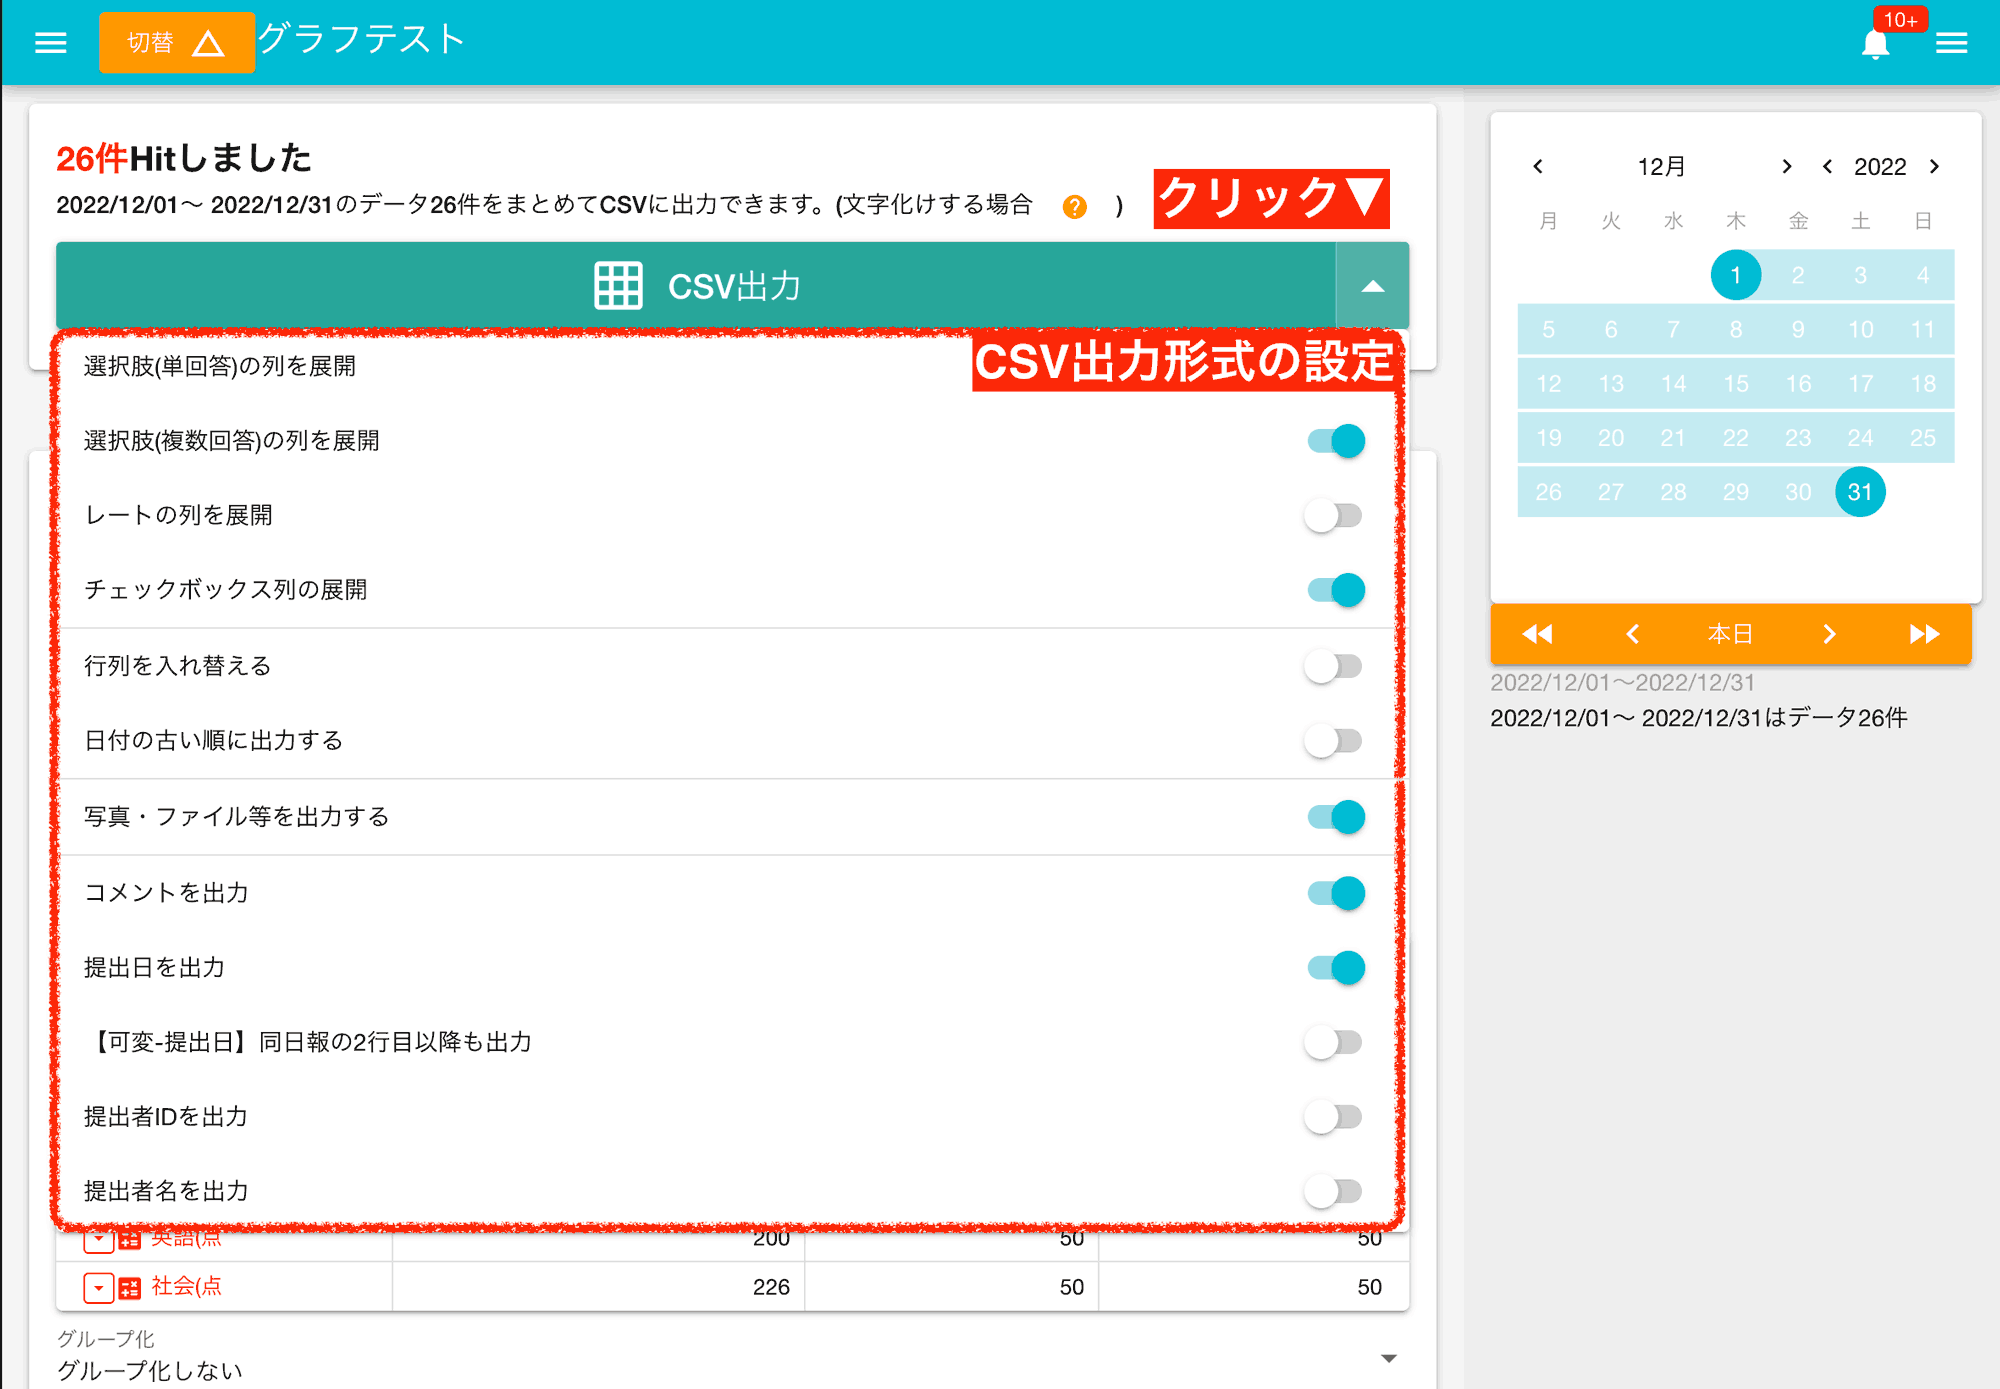 切替
グラフテスト
10+
26件Hitしました
2022/12/01〜 2022/12/31のデータ26件をまとめてCSVに出力できます。(文字化けする場合 ? )
クリック▼
CSV出力
CSV出力形式の設定
選択肢(単回答)の列を展開
選択肢(複数回答)の列を展開
レートの列を展開
チェックボックス列の展開
行列を入れ替える
日付の古い順に出力する
写真・ファイル等を出力する
コメントを出力
提出日を出力
【可変-提出日】同日報の2行目以降も出力
提出者IDを出力
提出者名を出力
英語(点 200 50 50
社会(点 226 50 50
グループ化
グループ化しない
12月 2022
月 火 水 木 金 土 日
1 2 3 4
5 6 7 8 9 10 11
12 13 14 15 16 17 18
19 20 21 22 23 24 25
26 27 28 29 30 31
本日
2022/12/01〜2022/12/31
2022/12/01〜 2022/12/31はデータ26件